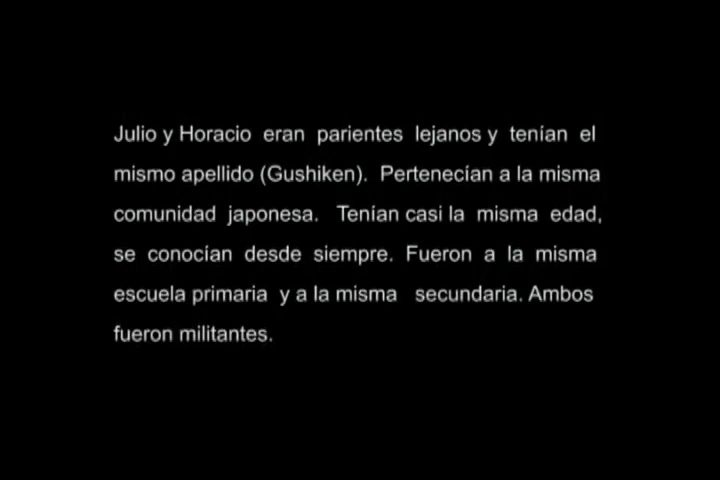 Julio y Horacio eran parientes lejanos y tenían el
mismo apellido (Gushiken). Pertenecían a la misma
comunidad japonesa. Tenían casi la misma edad,
se conocían desde siempre. Fueron a la misma
escuela primaria y a la misma secundaria. Ambos
fueron militantes.